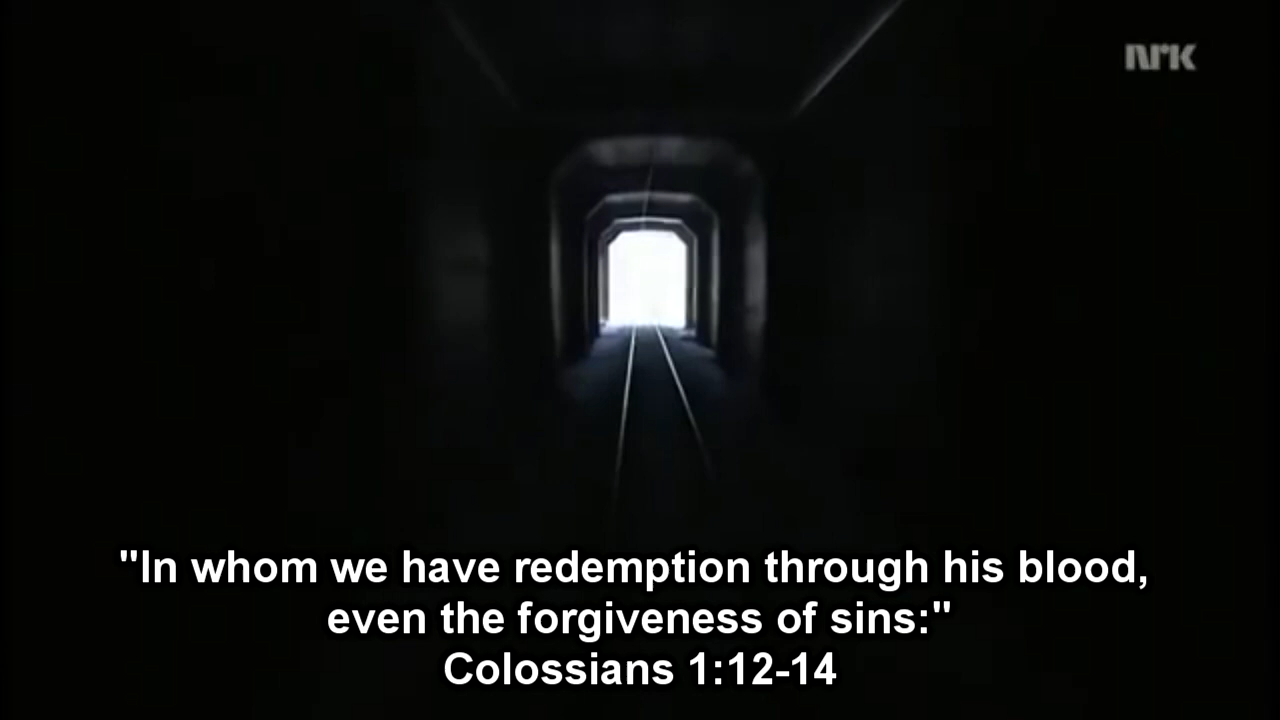 NRK
"In whom we have redemption through his blood,
even the forgiveness of sins:"
Colossians 1:12-14